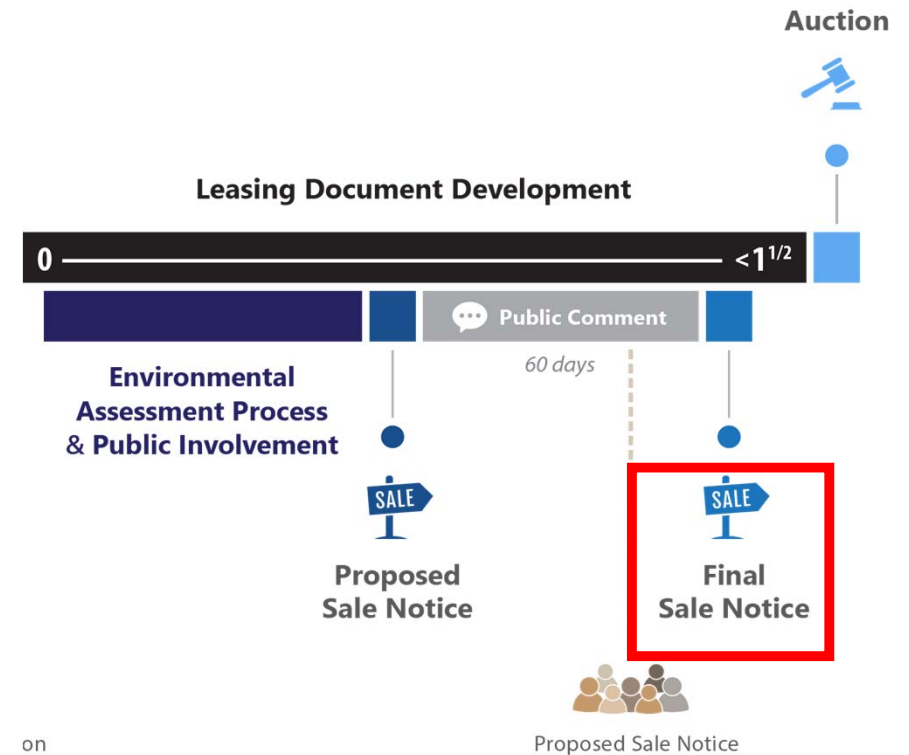 Auction
Leasing Document Development
0 <1 1/2
Public Comment
60 days
Environmental
Assessment Process
& Public Involvement
SALE
SALE
Proposed
Sale Notice
Final
Sale Notice
on
Proposed Sale Notice